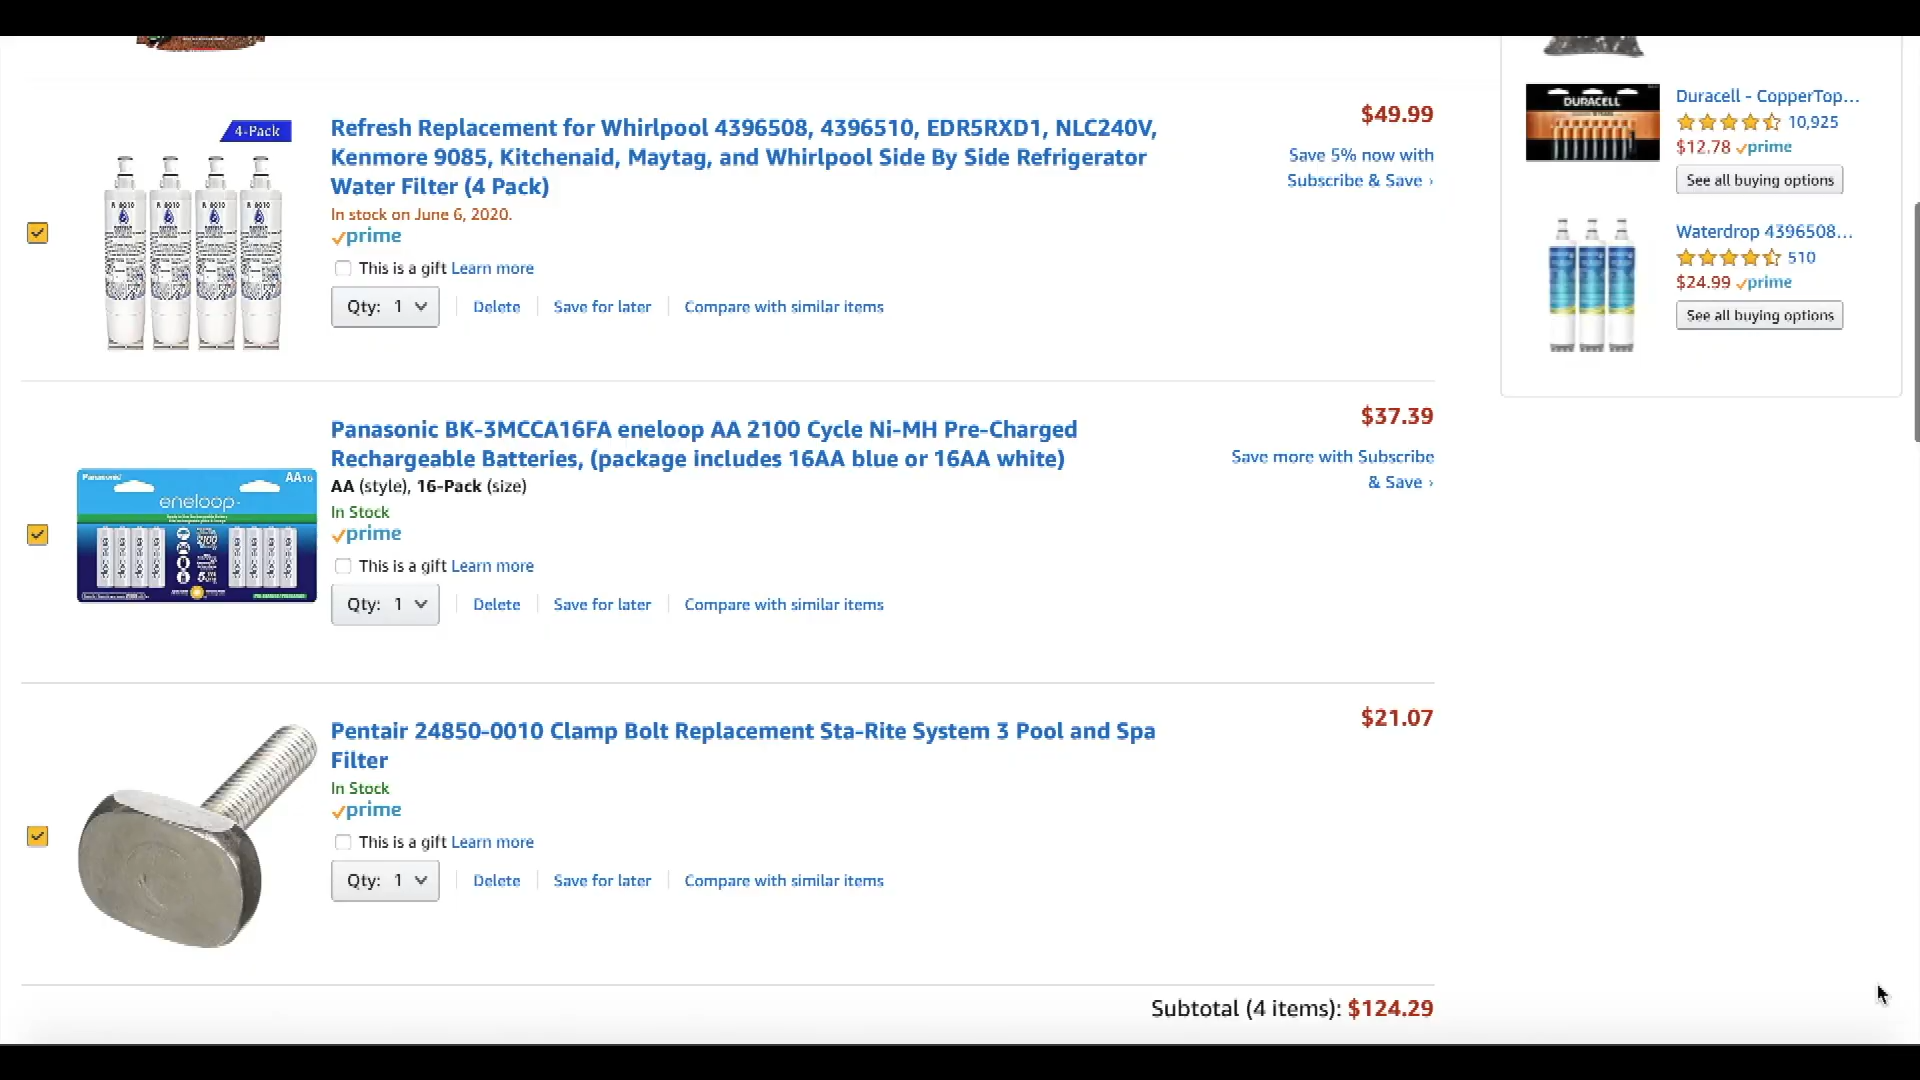 4-Pack
Refresh Replacement for Whirlpool 4396508, 4396510, EDR5RXD1, NLC240V,
Kenmore 9085, Kitchenaid, Maytag, and Whirlpool Side By Side Refrigerator
Water Filter (4 Pack)
In stock on June 6, 2020.
prime
This is a gift Learn more
Qty: 1
Delete
Save for later
Compare with similar items
$49.99
Save 5% now with
Subscribe & Save ›
Panasonic
AA16
eneloop
Panasonic BK-3MCCA16FA eneloop AA 2100 Cycle Ni-MH Pre-Charged
Rechargeable Batteries, (package includes 16AA blue or 16AA white)
AA (style), 16-Pack (size)
In Stock
prime
This is a gift Learn more
Qty: 1
Delete
Save for later
Compare with similar items
$37.39
Save more with Subscribe
& Save ›
Pentair 24850-0010 Clamp Bolt Replacement Sta-Rite System 3 Pool and Spa
Filter
In Stock
prime
This is a gift Learn more
Qty: 1
Delete
Save for later
Compare with similar items
$21.07
Subtotal (4 items): $124.29
DURACELL
Duracell - CopperTop...
10,925
$12.78 prime
See all buying options
Waterdrop 4396508...
510
$24.99 prime
See all buying options